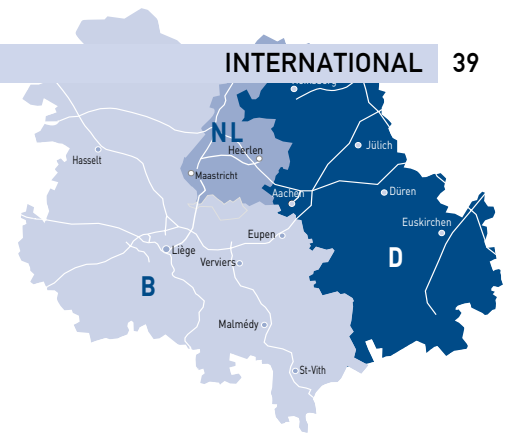 INTERNATIONAL 39
NL
Jülich
Heerlen
Hasselt
Maastricht
Aachen
Düren
Euskirchen
Eupen
Liège
D
Verviers
B
Malmédy
St-Vith